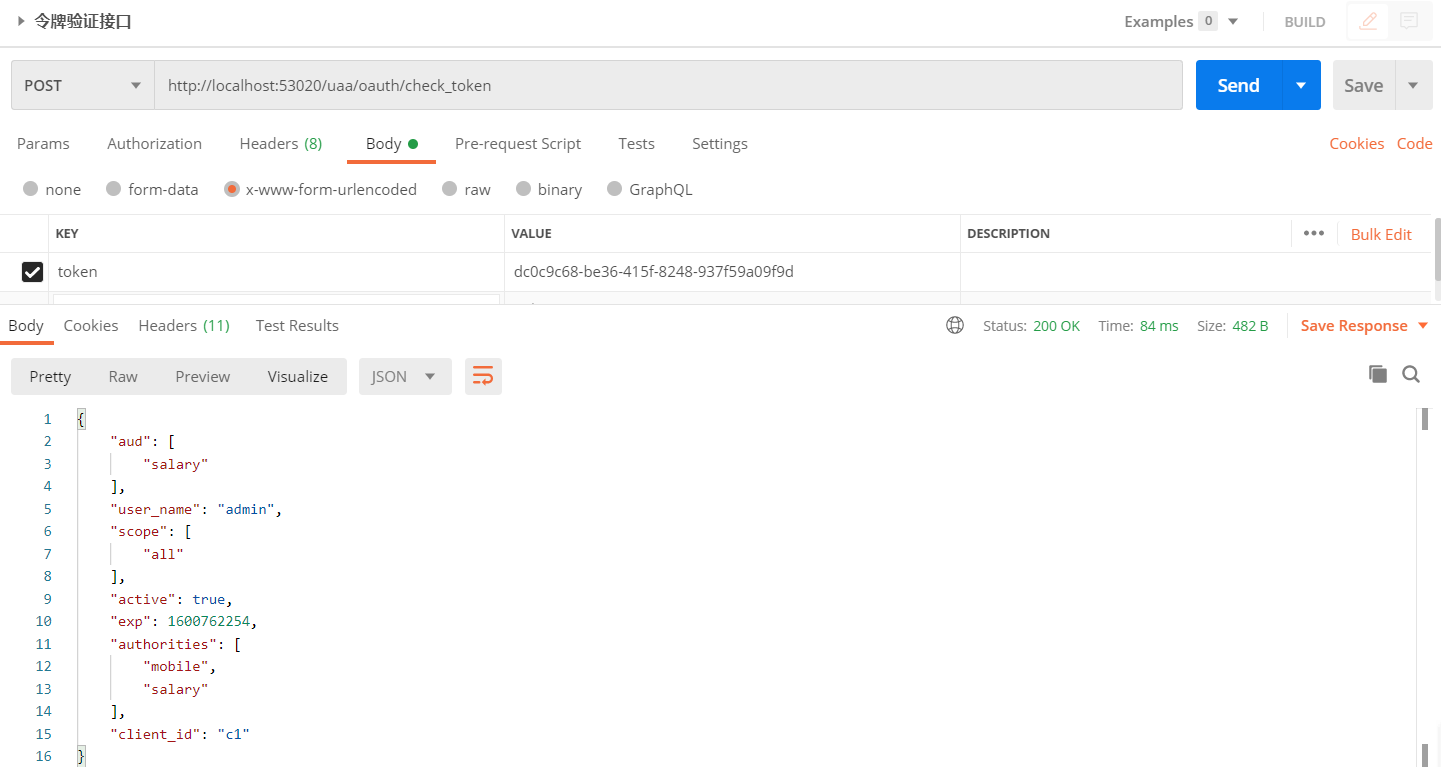 令牌验证接口 Examples 0 BUILD
POST http://localhost:53020/uaa/oauth/check_token Send Save
Params Authorization Headers (8) Body Pre-request Script Tests Settings Cookies Code
none form-data x-www-form-urlencoded raw binary GraphQL
KEY VALUE DESCRIPTION ••• Bulk Edit
token dc0c9c68-be36-415f-8248-937f59a09f9d
Body Cookies Headers (11) Test Results Status: 200 OK Time: 84 ms Size: 482 B Save Response
Pretty Raw Preview Visualize JSON
1 {
2 "aud": [
3 "salary"
4 ],
5 "user_name": "admin",
6 "scope": [
7 "all"
8 ],
9 "active": true,
10 "exp": 1600762254,
11 "authorities": [
12 "mobile",
13 "salary"
14 ],
15 "client_id": "c1"
16 }